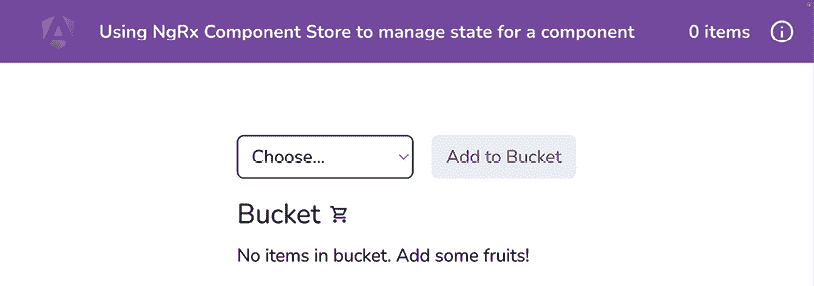 Using NgRx Component Store to manage state for a component 0 items
Choose... Add to Bucket
Bucket
No items in bucket. Add some fruits!